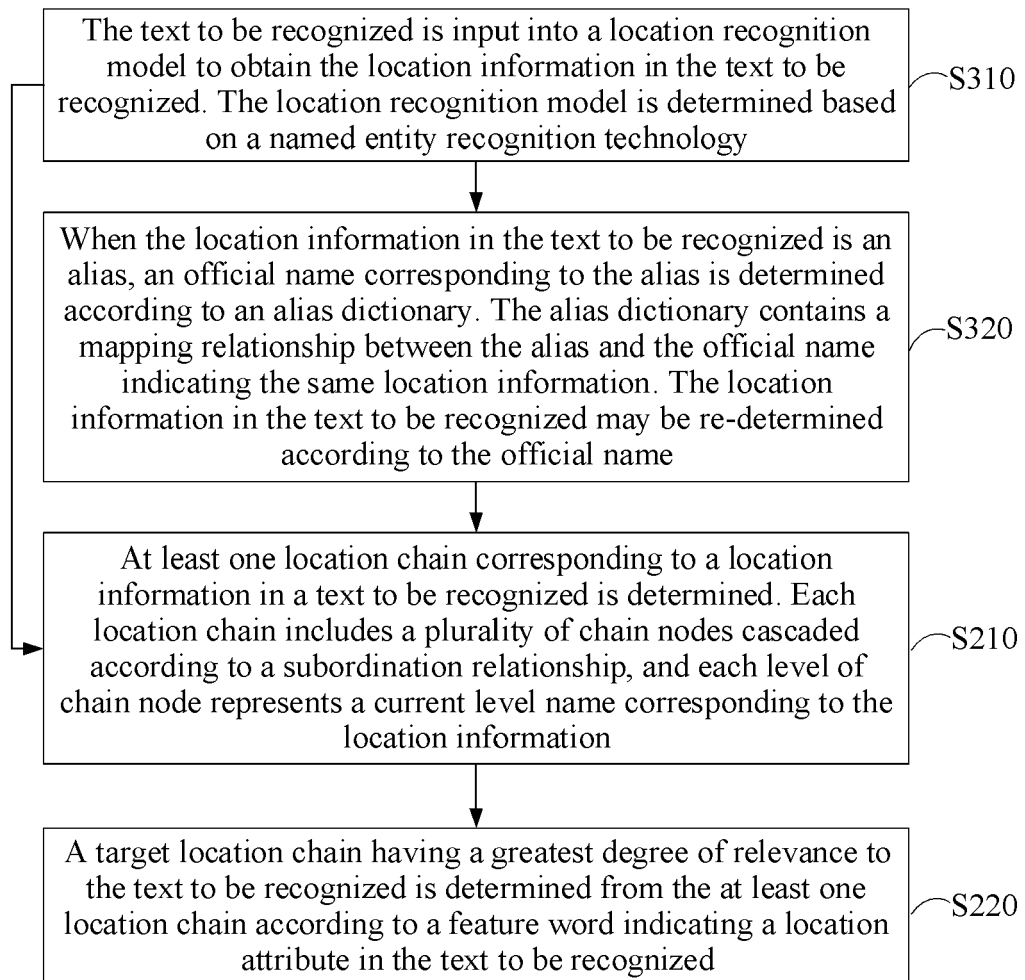 The text to be recognized is input into a location recognition
model to obtain the location information in the text to be
recognized. The location recognition model is determined based
on a named entity recognition technology
S310
When the location information in the text to be recognized is an
alias, an official name corresponding to the alias is determined
according to an alias dictionary. The alias dictionary contains a
mapping relationship between the alias and the official name
indicating the same location information. The location
information in the text to be recognized may be re-determined
according to the official name
S320
At least one location chain corresponding to a location
information in a text to be recognized is determined. Each
location chain includes a plurality of chain nodes cascaded
according to a subordination relationship, and each level of
chain node represents a current level name corresponding to the
location information
S210
A target location chain having a greatest degree of relevance to
the text to be recognized is determined from the at least one
location chain according to a feature word indicating a location
attribute in the text to be recognized
S220